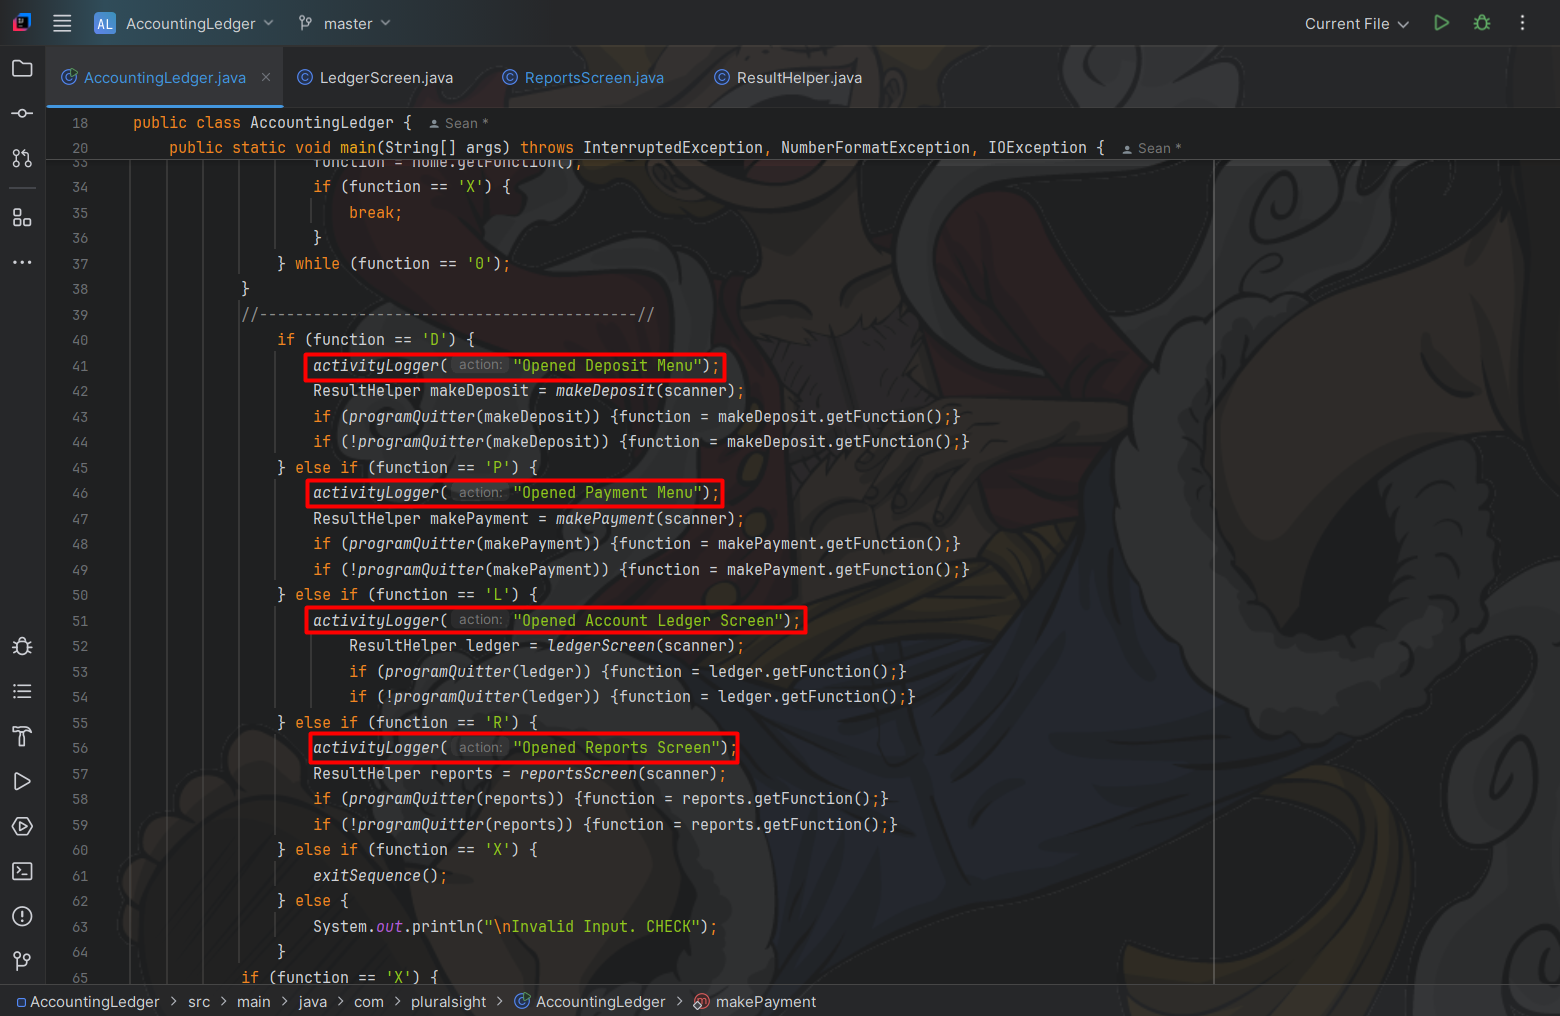 AL AccountingLedger master Current File
AccountingLedger.java LedgerScreen.java ReportsScreen.java ResultHelper.java
18 public class AccountingLedger { Sean *
20 public static void main(String[] args) throws InterruptedException, NumberFormatException, IOException { Sean *
33 function = home.getFunction();
34 if (function == 'X') {
35 break;
36 }
37 } while (function == '0');
38 }
39 //------------------------------------------//
40 if (function == 'D') {
41 activityLogger( action: "Opened Deposit Menu");
42 ResultHelper makeDeposit = makeDeposit(scanner);
43 if (programQuitter(makeDeposit)) {function = makeDeposit.getFunction();}
44 if (!programQuitter(makeDeposit)) {function = makeDeposit.getFunction();}
45 } else if (function == 'P') {
46 activityLogger( action: "Opened Payment Menu");
47 ResultHelper makePayment = makePayment(scanner);
48 if (programQuitter(makePayment)) {function = makePayment.getFunction();}
49 if (!programQuitter(makePayment)) {function = makePayment.getFunction();}
50 } else if (function == 'L') {
51 activityLogger( action: "Opened Account Ledger Screen");
52 ResultHelper ledger = ledgerScreen(scanner);
53 if (programQuitter(ledger)) {function = ledger.getFunction();}
54 if (!programQuitter(ledger)) {function = ledger.getFunction();}
55 } else if (function == 'R') {
56 activityLogger( action: "Opened Reports Screen");
57 ResultHelper reports = reportsScreen(scanner);
58 if (programQuitter(reports)) {function = reports.getFunction();}
59 if (!programQuitter(reports)) {function = reports.getFunction();}
60 } else if (function == 'X') {
61 exitSequence();
62 } else {
63 System.out.println("\nInvalid Input. CHECK");
64 }
65 if (function == 'X') {
AccountingLedger > src > main > java > com > pluralsight > AccountingLedger > makePayment